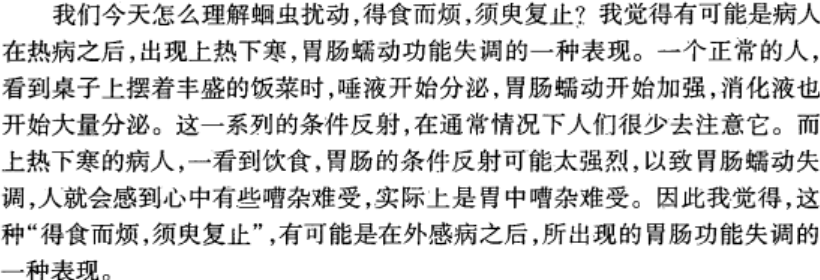 我们今天怎么理解蛔虫扰动,得食而烦,须臾复止？我觉得有可能是病人
在热病之后,出现上热下寒,胃肠蠕动功能失调的一种表现。一个正常的人,
看到桌子上摆着丰盛的饭菜时,唾液开始分泌,胃肠蠕动开始加强,消化液也
开始大量分泌。这一系列的条件反射,在通常情况下人们很少去注意它。而
上热下寒的病人,一看到饮食,胃肠的条件反射可能太强烈,以致胃肠蠕动失
调,人就会感到心中有些嘈杂难受,实际上是胃中嘈杂难受。因此我觉得,这
种“得食而烦,须臾复止”,有可能是在外感病之后,所出现的胃肠功能失调的
一种表现。